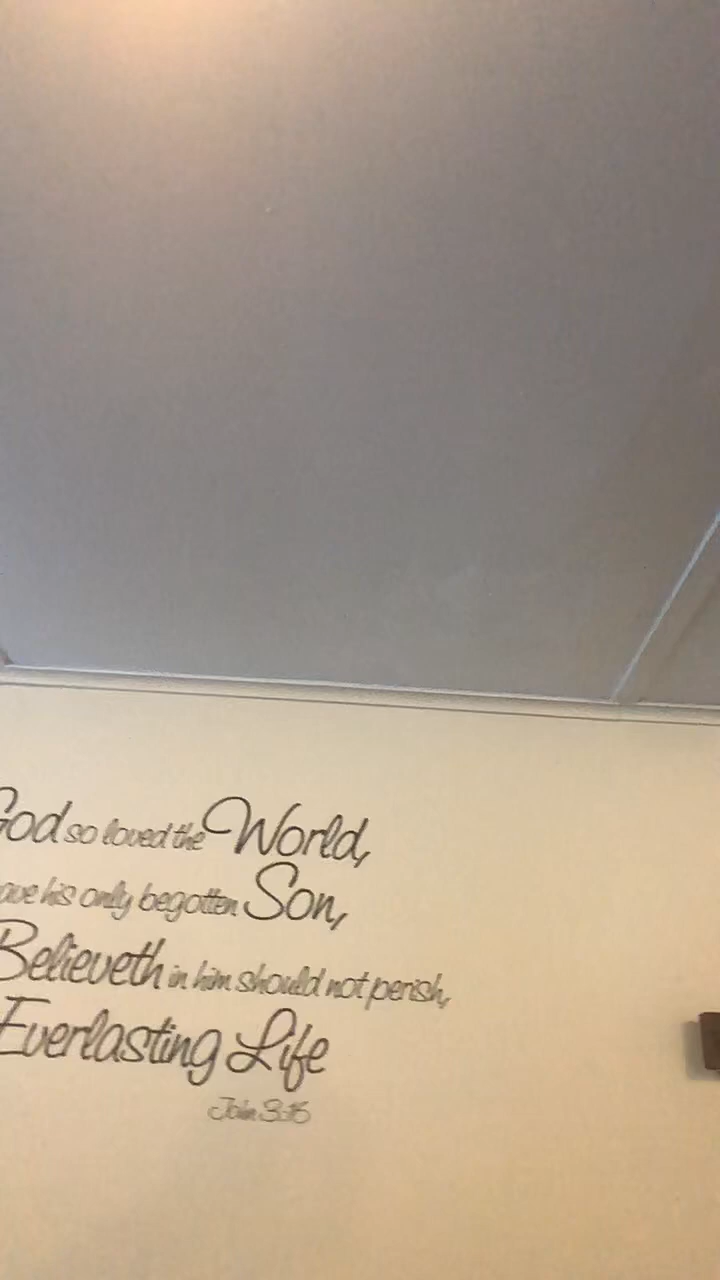 God so loved the World,
ave his only begotten Son,
Believeth in him should not perish,
Everlasting Life
John 3:16